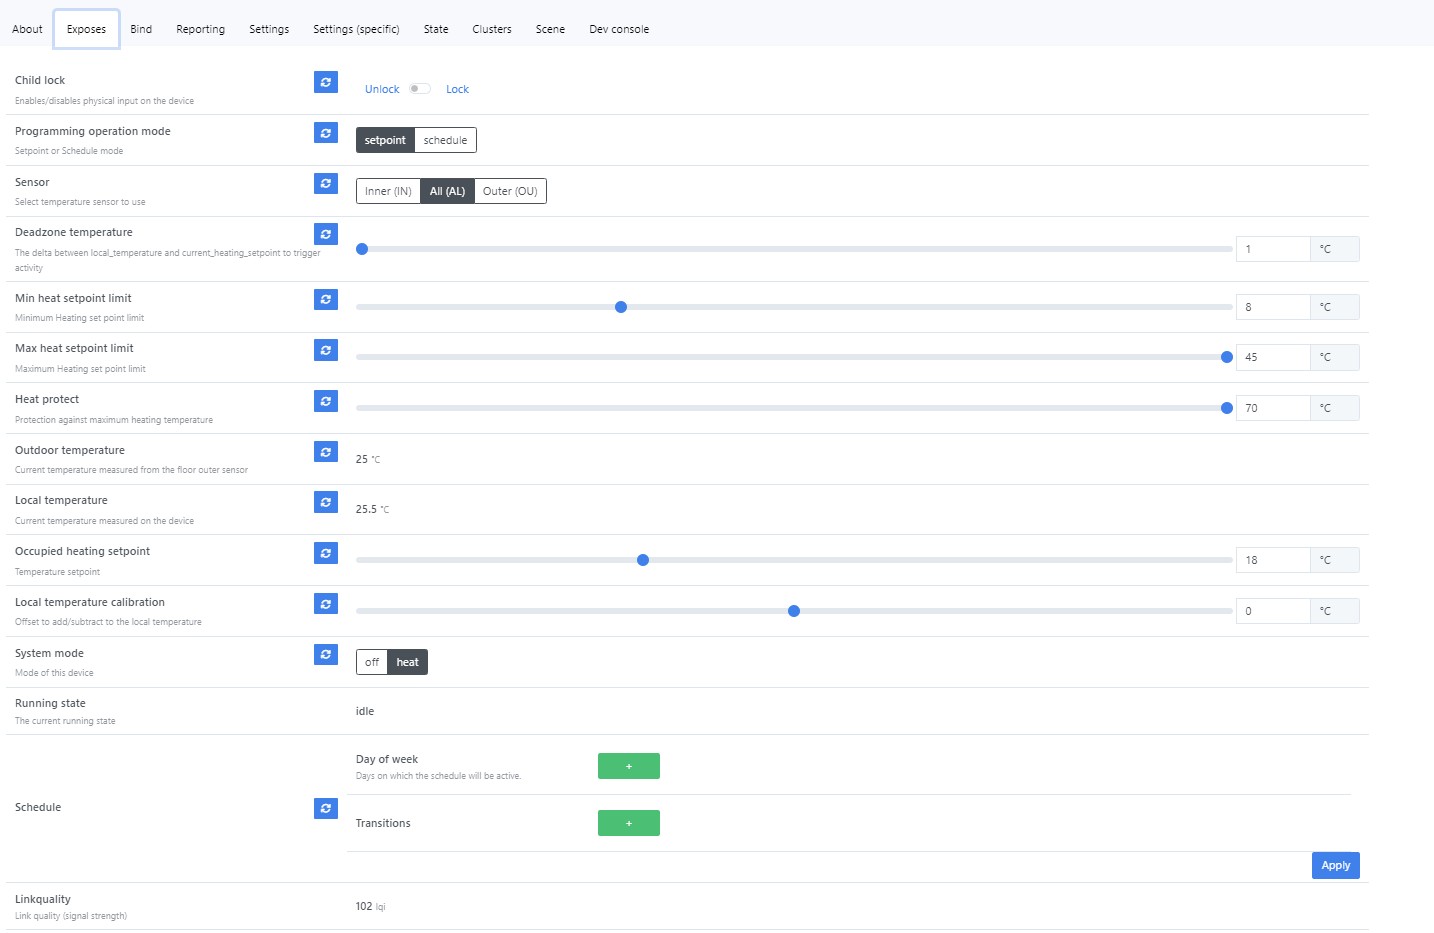 About Exposes Bind Reporting Settings Settings (specific) State Clusters Scene Dev console
Child lock
Enables/disables physical input on the device
Unlock Lock
Programming operation mode
Setpoint or Schedule mode
setpoint schedule
Sensor
Select temperature sensor to use
Inner (IN) All (AL) Outer (OU)
Deadzone temperature
The delta between local_temperature and current_heating_setpoint to trigger
activity
1 °C
Min heat setpoint limit
Minimum Heating set point limit
8 °C
Max heat setpoint limit
Maximum Heating set point limit
45 °C
Heat protect
Protection against maximum heating temperature
70 °C
Outdoor temperature
Current temperature measured from the floor outer sensor
25 °C
Local temperature
Current temperature measured on the device
25.5 °C
Occupied heating setpoint
Temperature setpoint
18 °C
Local temperature calibration
Offset to add/subtract to the local temperature
0 °C
System mode
Mode of this device
off heat
Running state
The current running state
idle
Schedule
Day of week
Days on which the schedule will be active.
+
Transitions
+
Apply
Linkquality
Link quality (signal strength)
102 lqi